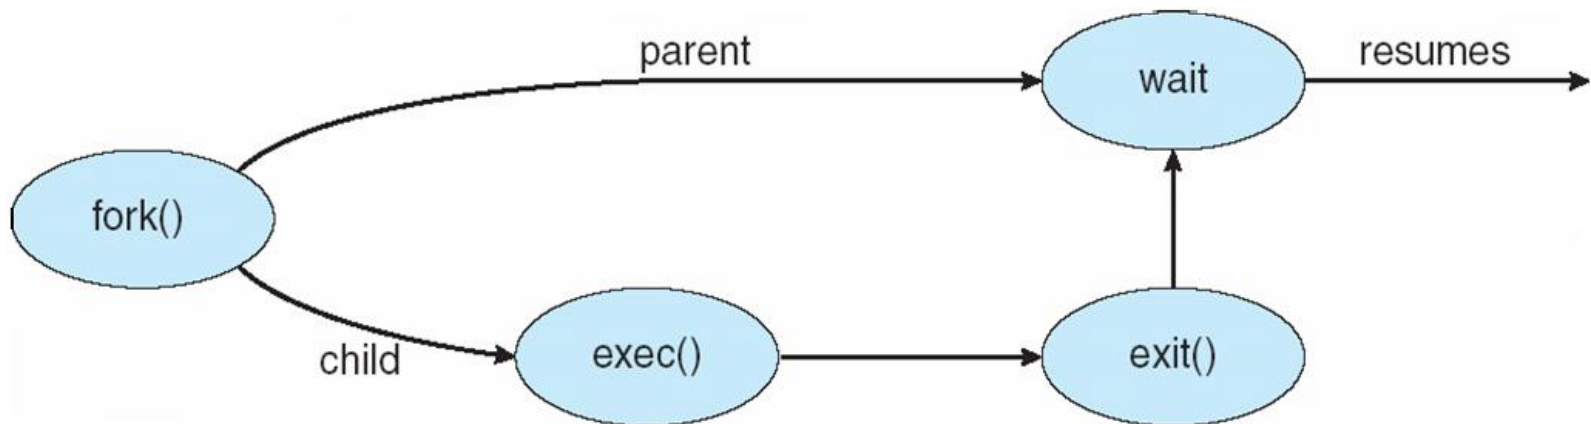 parent
resumes
wait
fork()
child
exec()
exit()